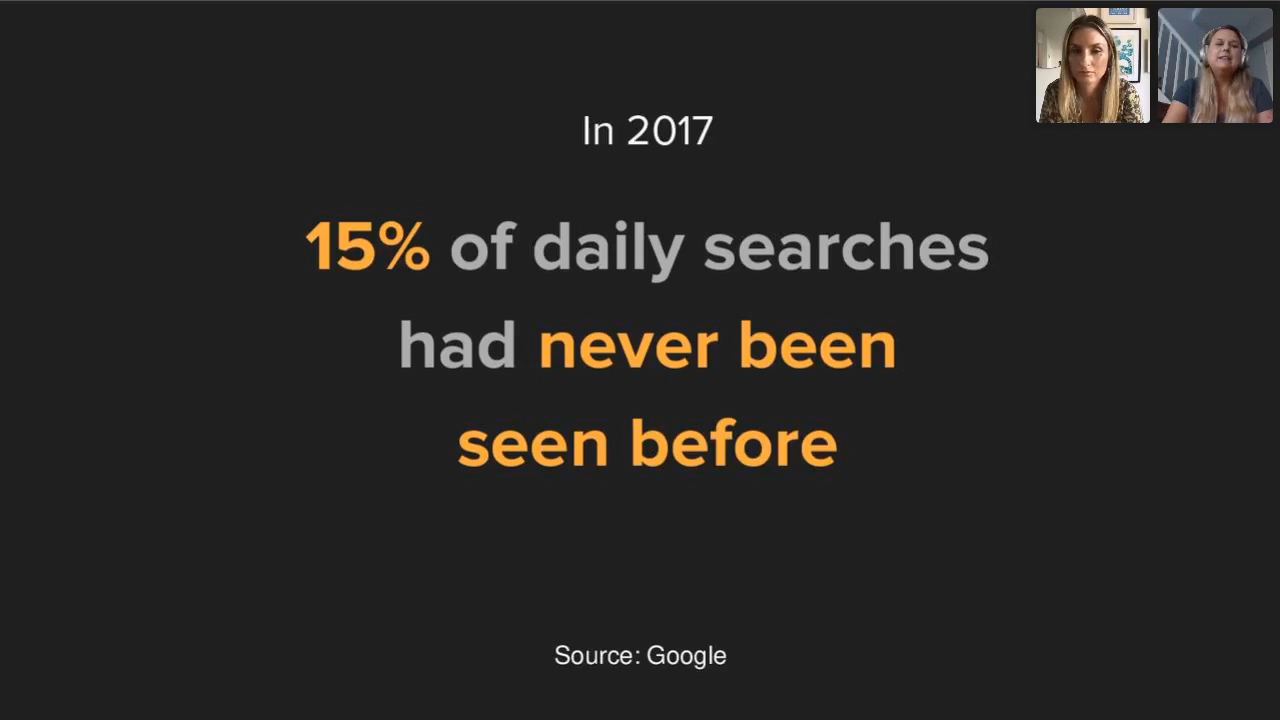 In 2017
15% of daily searches
had never been
seen before
Source: Google